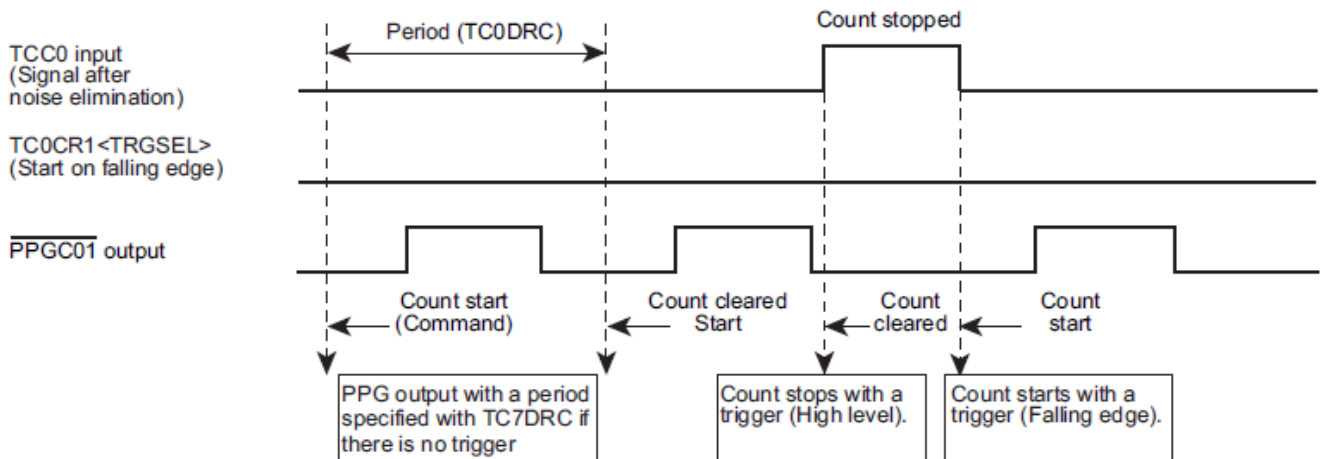 Period (TC0DRC)
Count stopped
TCC0 input
(Signal after
noise elimination)
TC0CR1<TRGSEL>
(Start on falling edge)
PPGC01 output
Count start
(Command)
Count cleared
Start
Count
cleared
Count
start
PPG output with a period
specified with TC7DRC if
there is no trigger
Count stops with a
trigger (High level).
Count starts with a
trigger (Falling edge).